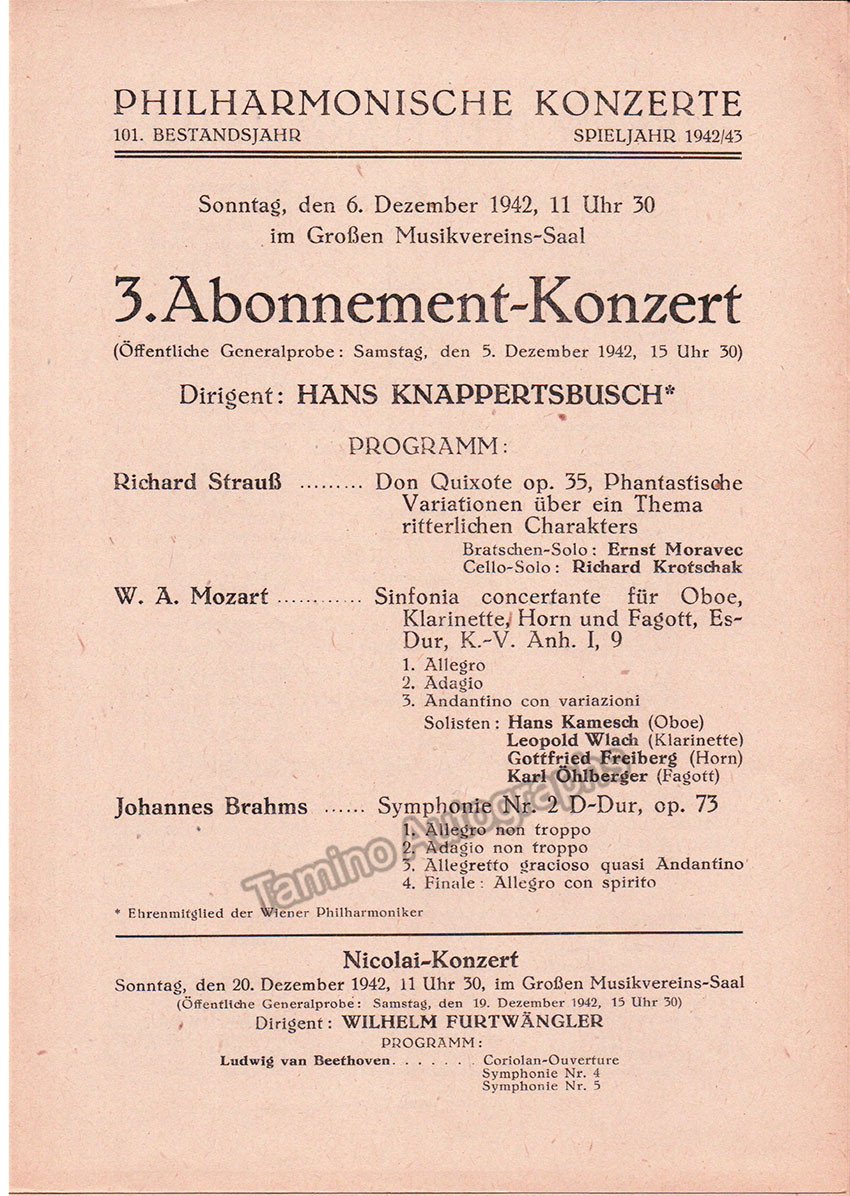 PHILHARMONISCHE KONZERTE
101. BESTANDSJAHR SPIELJAHR 1942/43
Sonntag, den 6. Dezember 1942, 11 Uhr 30
im Großen Musikvereins-Saal
3. Abonnement-Konzert
(Öffentliche Generalprobe: Samstag, den 5. Dezember 1942, 15 Uhr 30)
Dirigent: HANS KNAPPERTSBUSCH*
PROGRAMM:
Richard Strauß ......... Don Quixote op. 35, Phantastische
Variationen über ein Thema
ritterlichen Charakters
Bratschen-Solo: Ernst Moravec
Cello-Solo: Richard Krotschak
W. A. Mozart ............ Sinfonia concertante für Oboe,
Klarinette, Horn und Fagott, Es-
Dur, K.-V. Anh. I, 9
1. Allegro
2. Adagio
3. Andantino con variazioni
Solisten: Hans Kamesch (Oboe)
Leopold Wlach (Klarinette)
Gottfried Freiberg (Horn)
Karl Öhlberger (Fagott)
Johannes Brahms ...... Symphonie Nr. 2 D-Dur, op. 73
1. Allegro non troppo
2. Adagio non troppo
3. Allegretto gracioso quasi Andantino
4. Finale: Allegro con spirito
Tamino Autographs
* Ehrenmitglied der Wiener Philharmoniker
Nicolai-Konzert
Sonntag, den 20. Dezember 1942, 11 Uhr 30, im Großen Musikvereins-Saal
(Öffentliche Generalprobe: Samstag, den 19. Dezember 1942, 15 Uhr 30)
Dirigent: WILHELM FURTWÄNGLER
PROGRAMM:
Ludwig van Beethoven. . . . . . . Coriolan-Ouverture
Symphonie Nr. 4
Symphonie Nr. 5